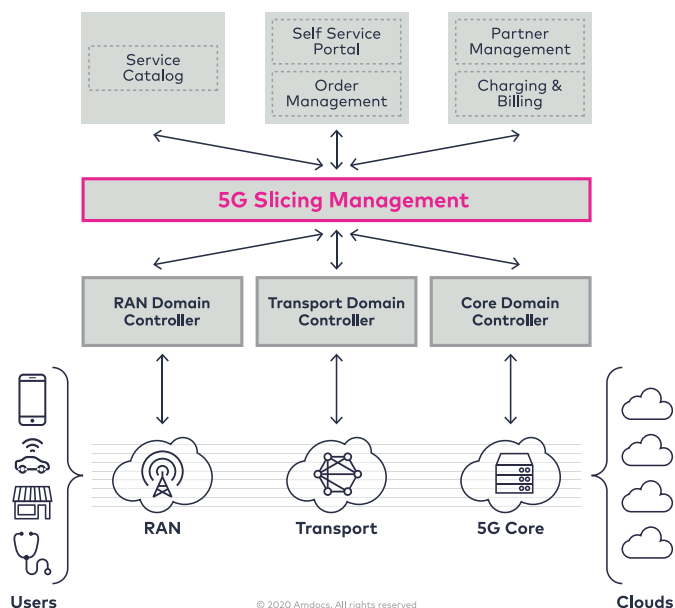 Service
Catalog
Self Service
Portal
Order
Management
Partner
Management
Charging &
Billing
5G Slicing Management
RAN Domain
Controller
Transport Domain
Controller
Core Domain
Controller
RAN
Transport
5G Core
Users
Clouds
© 2020 Amdocs. All rights reserved